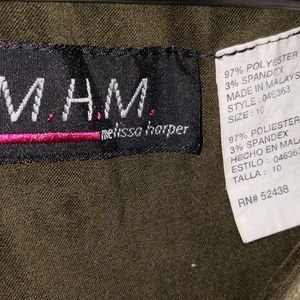 M.H.M.
melissa harper
97% POLYESTER
3% SPANDEX
MADE IN MALAYS
STYLE : 046363
SIZE : 10
97% POLIESTER
3% SPANDEX
HECHO EN MALA
ESTILO : 04636
TALLA : 10
RN# 52438